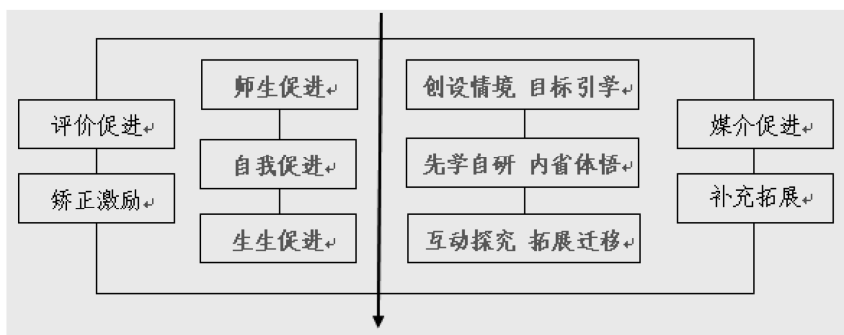 师生促进
创设情境 目标引学
评价促进
媒介促进
自我促进
先学自研 内省体悟
矫正激励
补充拓展
生生促进
互动探究 拓展迁移